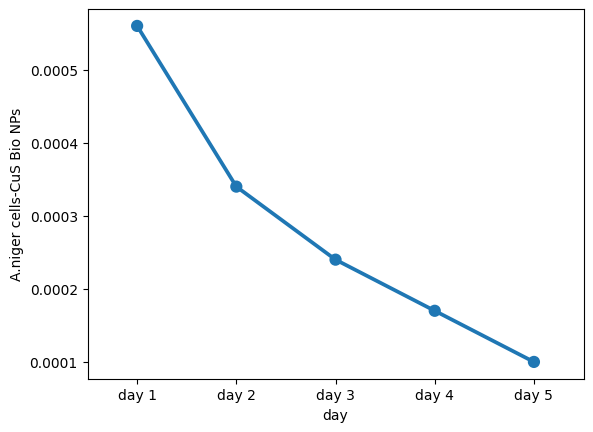 0.0005
0.0004
0.0003
0.0002
0.0001
A.niger cells-CuS Bio NPs
day 1 day 2 day 3 day 4 day 5
day